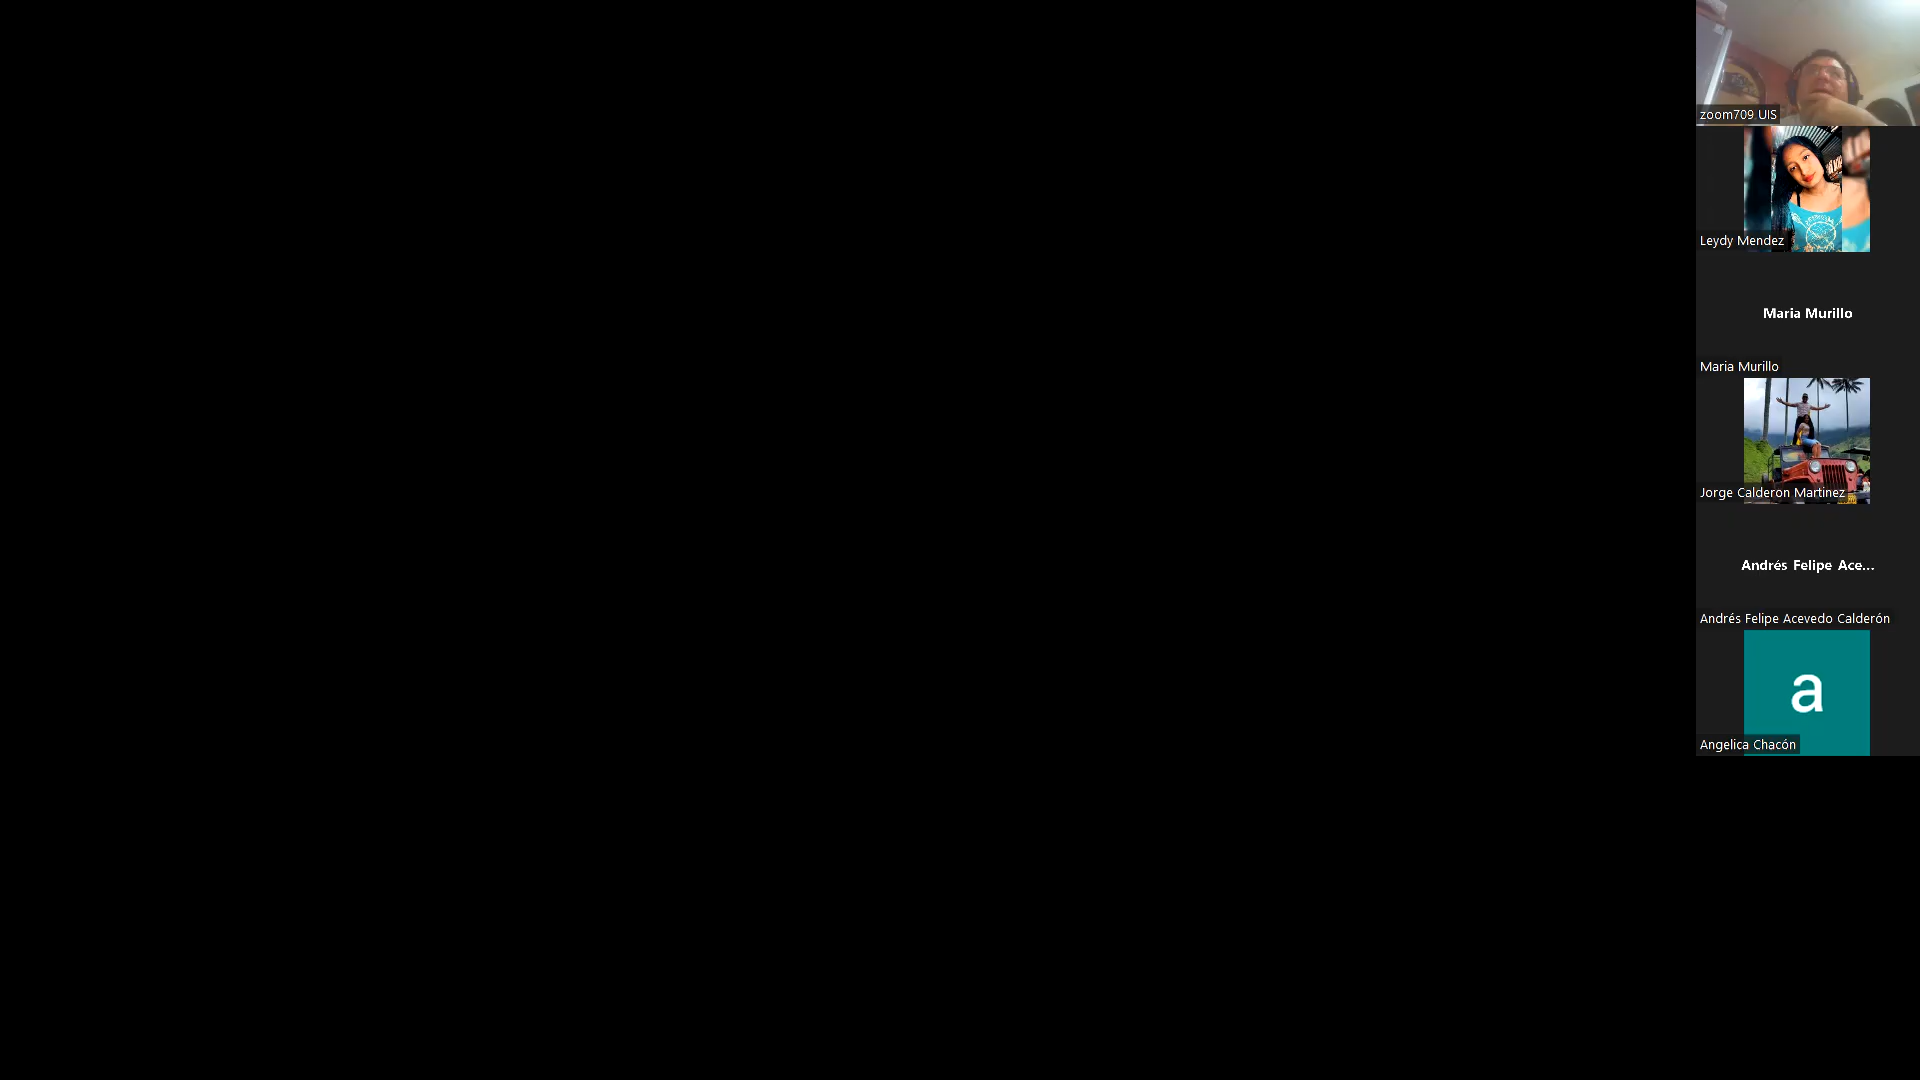 zoom709 UIS
Leydy Mendez
Maria Murillo
Maria Murillo
Jorge Calderon Martinez
Andrés Felipe Ace...
Andrés Felipe Acevedo Calderón
a
Angelica Chacón